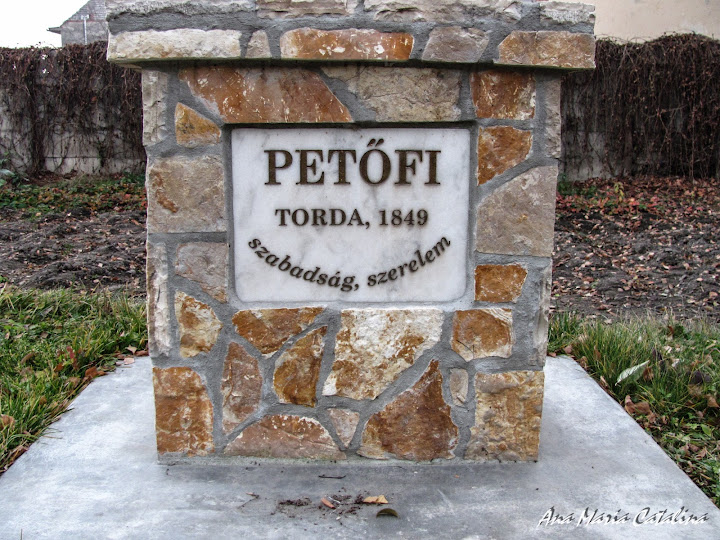 PETŐFI
TORDA, 1849
szabadság, szerelem
Ana Maria Catalina